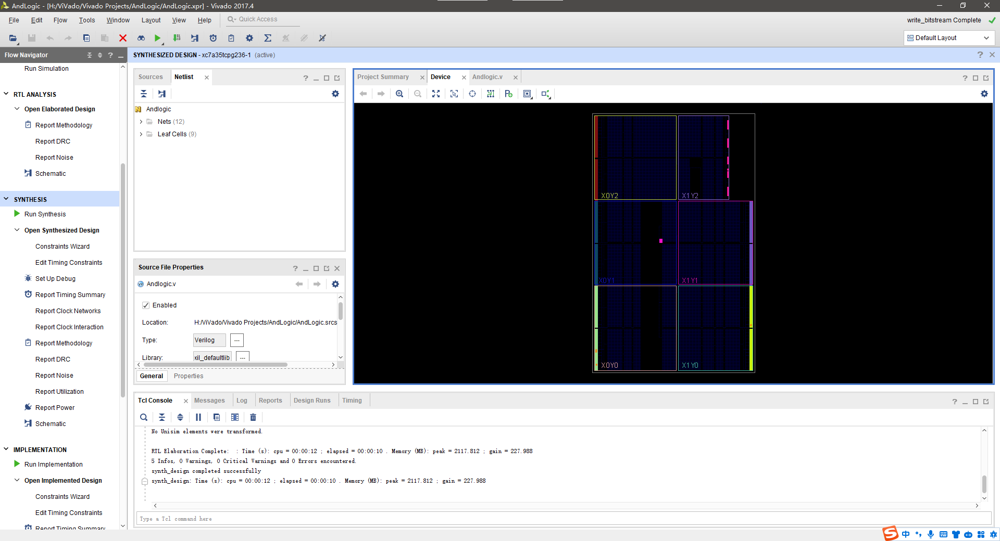 AndLogic - [H:/ViVado/Vivado Projects/AndLogic/AndLogic.xpr] - Vivado 2017.4
File Edit Flow Tools Window Layout View Help Quick Access
write_bitstream Complete
Default Layout
Flow Navigator
SYNTHESIZED DESIGN - xc7a35tcpg236-1 (active)
Run Simulation
RTL ANALYSIS
Open Elaborated Design
Report Methodology
Report DRC
Report Noise
Schematic
SYNTHESIS
Run Synthesis
Open Synthesized Design
Constraints Wizard
Edit Timing Constraints
Set Up Debug
Report Timing Summary
Report Clock Networks
Report Clock Interaction
Report Methodology
Report DRC
Report Noise
Report Utilization
Report Power
Schematic
IMPLEMENTATION
Run Implementation
Open Implemented Design
Constraints Wizard
Edit Timing Constraints
Report Timing Summary
Sources Netlist
Andlogic
Nets (12)
Leaf Cells (9)
Source File Properties
Andlogic.v
Enabled
Location: H:/ViVado/Vivado Projects/AndLogic/AndLogic.srcs
Type: Verilog ...
Library: xil_defaultlib ...
General Properties
Project Summary Device Andlogic.v
X0Y2 X1Y2
X0Y1 X1Y1
X0Y0 X1Y0
Tcl Console Messages Log Reports Design Runs Timing
No Unisim elements were transformed.
RTL Elaboration Complete: : Time (s): cpu = 00:00:12 ; elapsed = 00:00:10 . Memory (MB): peak = 2117.812 ; gain = 227.988
5 Infos, 0 Warnings, 0 Critical Warnings and 0 Errors encountered.
synth_design completed successfully
synth_design: Time (s): cpu = 00:00:12 ; elapsed = 00:00:10 . Memory (MB): peak = 2117.812 ; gain = 227.988
Type a Tcl command here
中